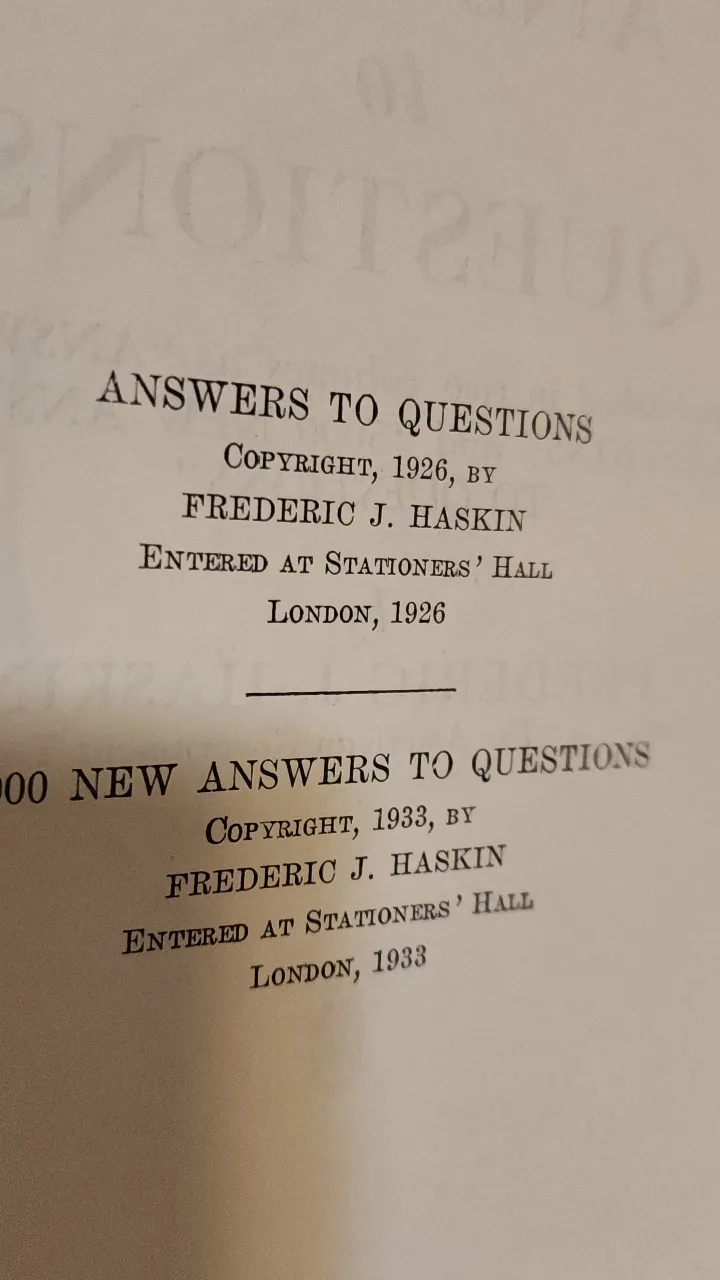 ANSWERS TO QUESTIONS
COPYRIGHT, 1926, BY
FREDERIC J. HASKIN
ENTERED AT STATIONERS' HALL
LONDON, 1926
000 NEW ANSWERS TO QUESTIONS
COPYRIGHT, 1933, BY
FREDERIC J. HASKIN
ENTERED AT STATIONERS' HALL
LONDON, 1933